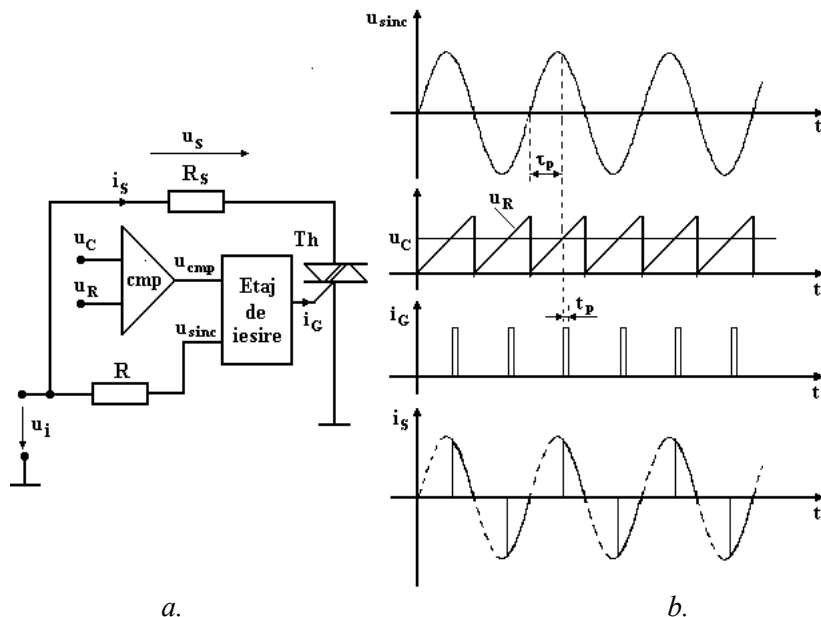 u_s
i_s
R_s
u_C
u_R
cmp
u_cmp
Th
Etaj
de
iesire
i_G
u_sinc
R
u_i
a.
u_sinc
t
τ_p
u_R
u_C
t
i_G
t_p
t
i_s
t
b.